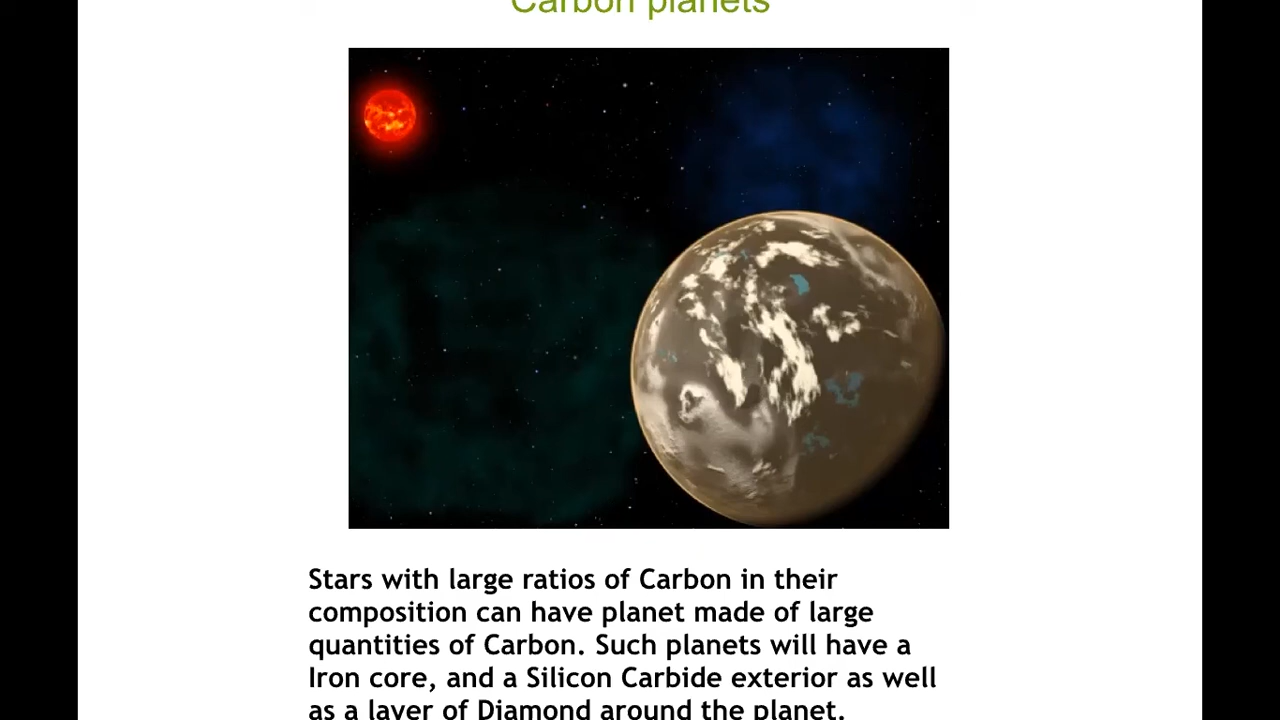 Carbon planets
Stars with large ratios of Carbon in their
composition can have planet made of large
quantities of Carbon. Such planets will have a
Iron core, and a Silicon Carbide exterior as well
as a layer of Diamond around the planet.